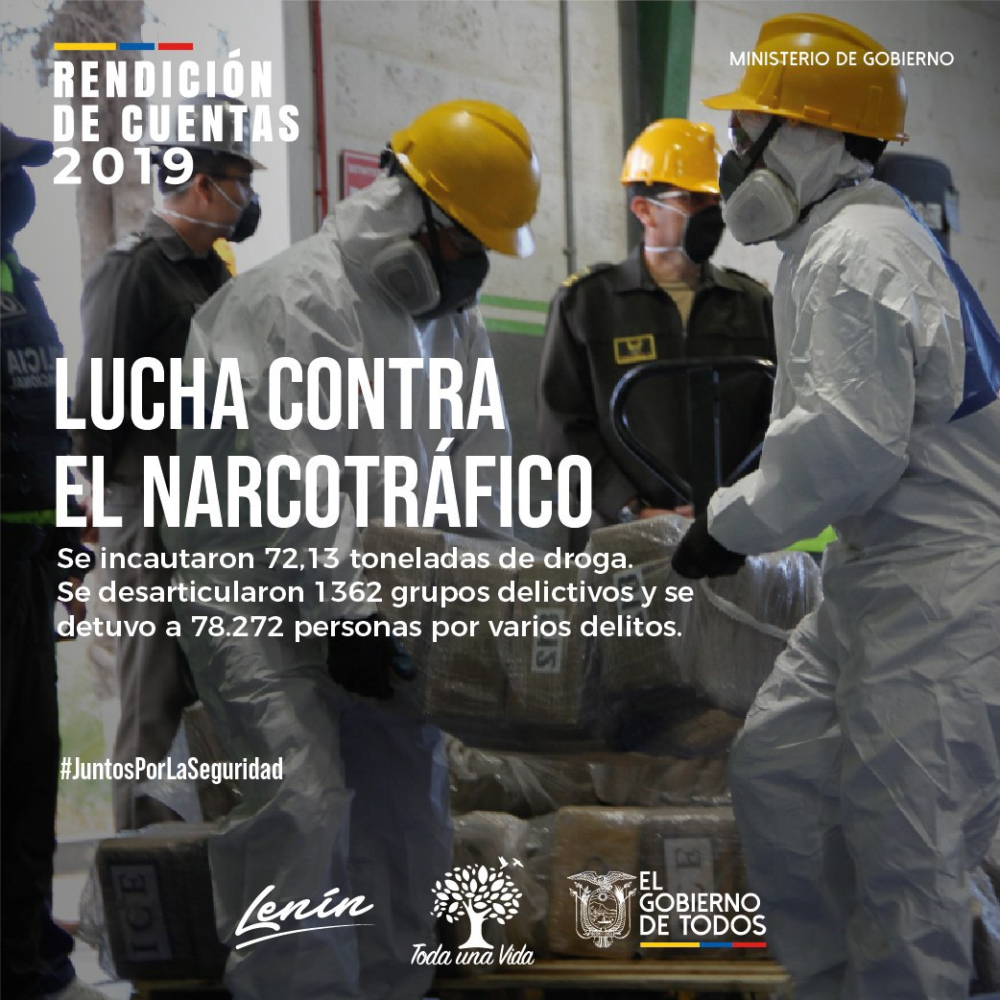 RENDICIÓN
DE CUENTAS
2019
MINISTERIO DE GOBIERNO
LUCHA CONTRA
EL NARCOTRÁFICO
Se incautaron 72,13 toneladas de droga.
Se desarticularon 1362 grupos delictivos y se
detuvo a 78.272 personas por varios delitos.
#JuntosPorLaSeguridad
Lenín
Toda una Vida
EL
GOBIERNO
DE TODOS